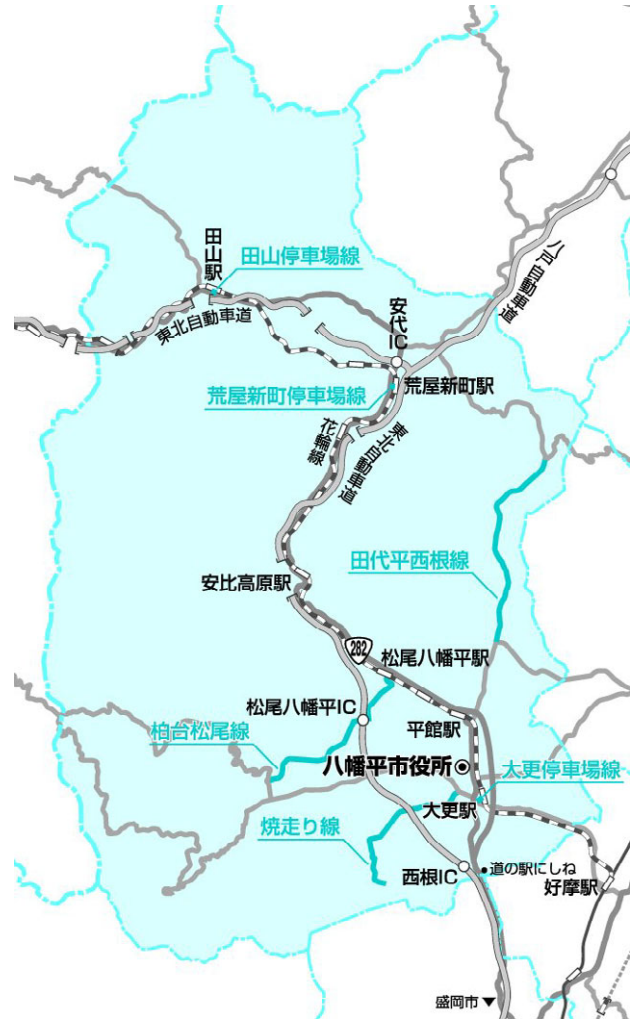 田山駅
田山停車場線
八戸自動車道
東北自動車道
安代IC
荒屋新町駅
荒屋新町停車場線
花輪線
東北自動車道
田代平西根線
安比高原駅
282
松尾八幡平駅
松尾八幡平IC
柏台松尾線
平館駅
八幡平市役所
大更停車場線
大更駅
焼走り線
西根IC
道の駅にしね
好摩駅
盛岡市▼